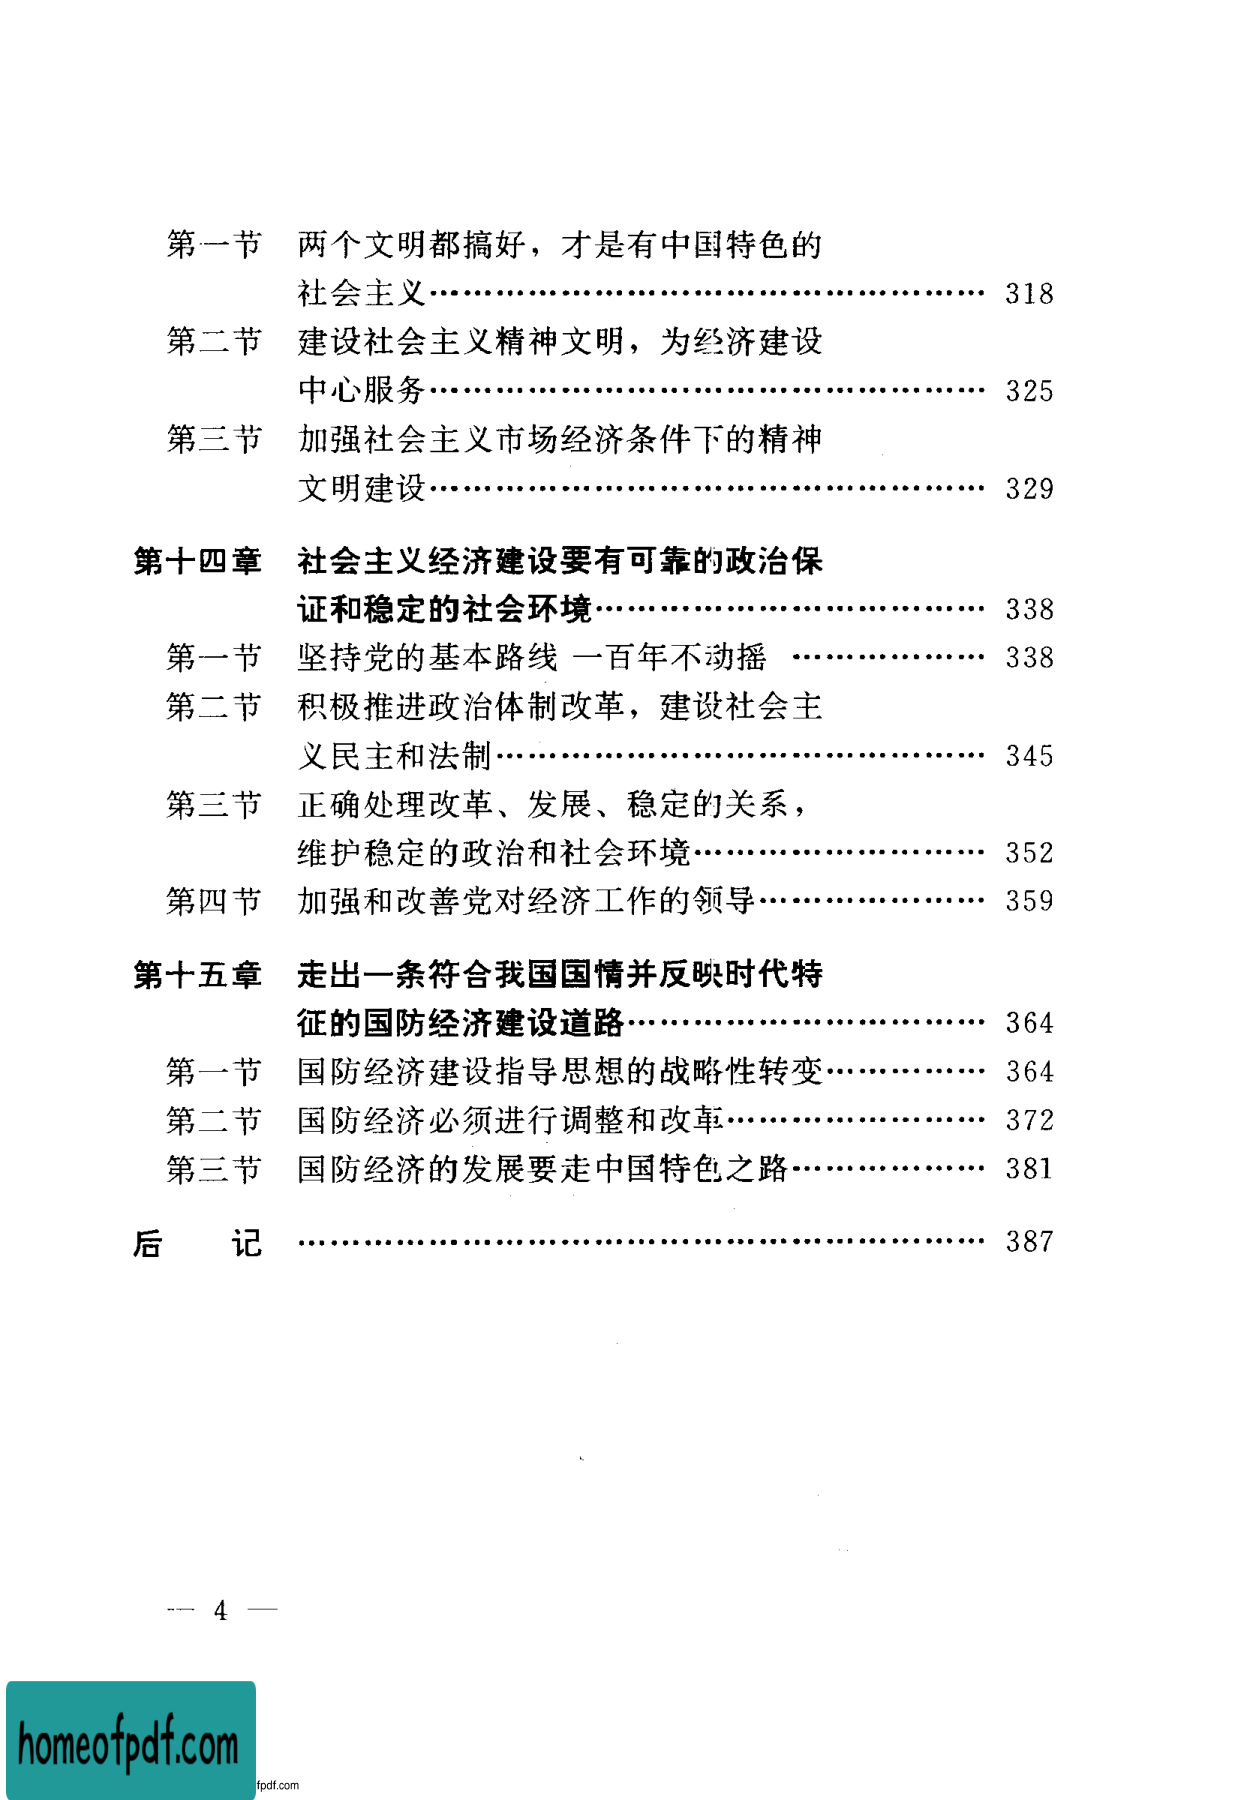 第一节 两个文明都搞好，才是有中国特色的
社会主义…………………………………………… 318
第二节 建设社会主义精神文明，为经济建设
中心服务…………………………………………… 325
第三节 加强社会主义市场经济条件下的精神
文明建设…………………………………………… 329
第十四章 社会主义经济建设要有可靠的政治保
证和稳定的社会环境……………………………… 338
第一节 坚持党的基本路线 一百年不动摇 ……………… 338
第二节 积极推进政治体制改革，建设社会主
义民主和法制……………………………………… 345
第三节 正确处理改革、发展、稳定的关系，
维护稳定的政治和社会环境……………………… 352
第四节 加强和改善党对经济工作的领导………………… 359
第十五章 走出一条符合我国国情并反映时代特
征的国防经济建设道路…………………………… 364
第一节 国防经济建设指导思想的战略性转变…………… 364
第二节 国防经济必须进行调整和改革…………………… 372
第三节 国防经济的发展要走中国特色之路……………… 381
后 记 ……………………………………………………… 387
— 4 —
homeofpdf.com
fpdf.com